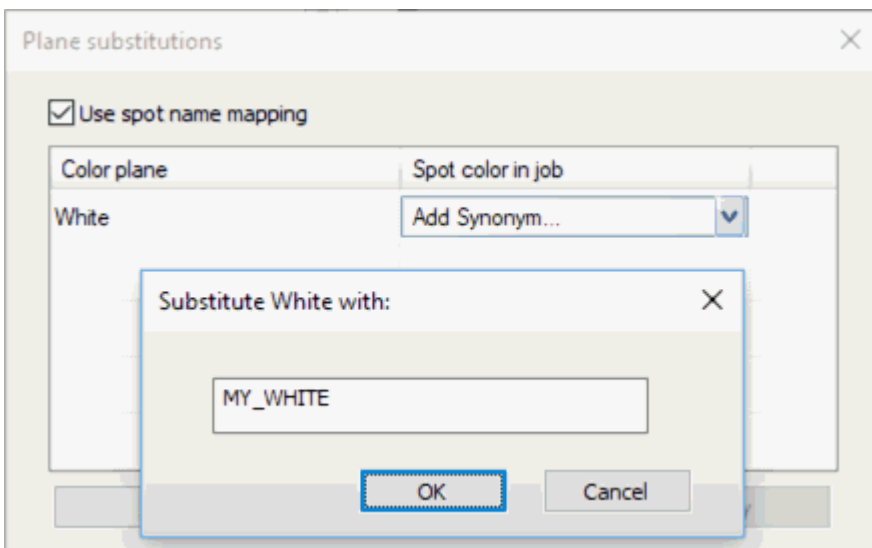 Plane substitutions
Use spot name mapping
Color plane Spot color in job
White Add Synonym...
Substitute White with:
MY_WHITE
OK Cancel